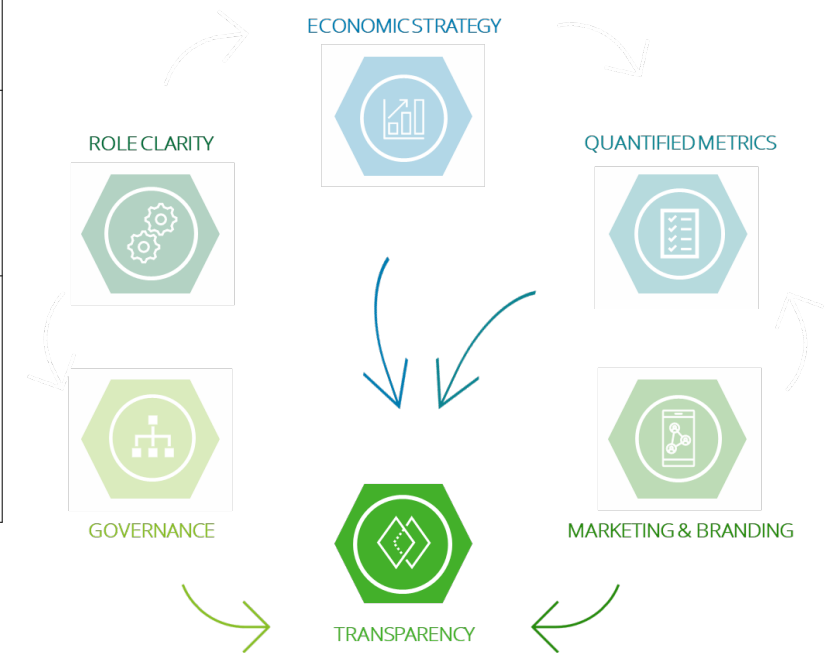 ECONOMIC STRATEGY
ROLE CLARITY
QUANTIFIED METRICS
GOVERNANCE
MARKETING & BRANDING
TRANSPARENCY